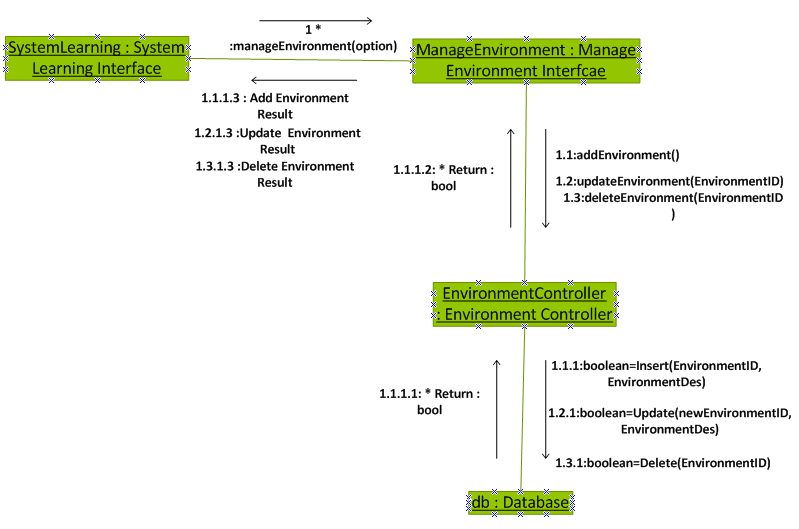 1 *
:manageEnvironment(option)
SystemLearning : System
Learning Interface
ManageEnvironment : Manage
Environment Interfcae
1.1.1.3 : Add Environment
Result
1.2.1.3 :Update  Environment
Result
1.3.1.3 :Delete Environment
Result
1.1.1.2: * Return :
bool
1.1:addEnvironment()
1.2:updateEnvironment(EnvironmentID)
1.3:deleteEnvironment(EnvironmentID
)
EnvironmentController
: Environment Controller
1.1.1.1: * Return :
bool
1.1.1:boolean=Insert(EnvironmentID,
EnvironmentDes)
1.2.1:boolean=Update(newEnvironmentID,
EnvironmentDes)
1.3.1:boolean=Delete(EnvironmentID)
db : Database